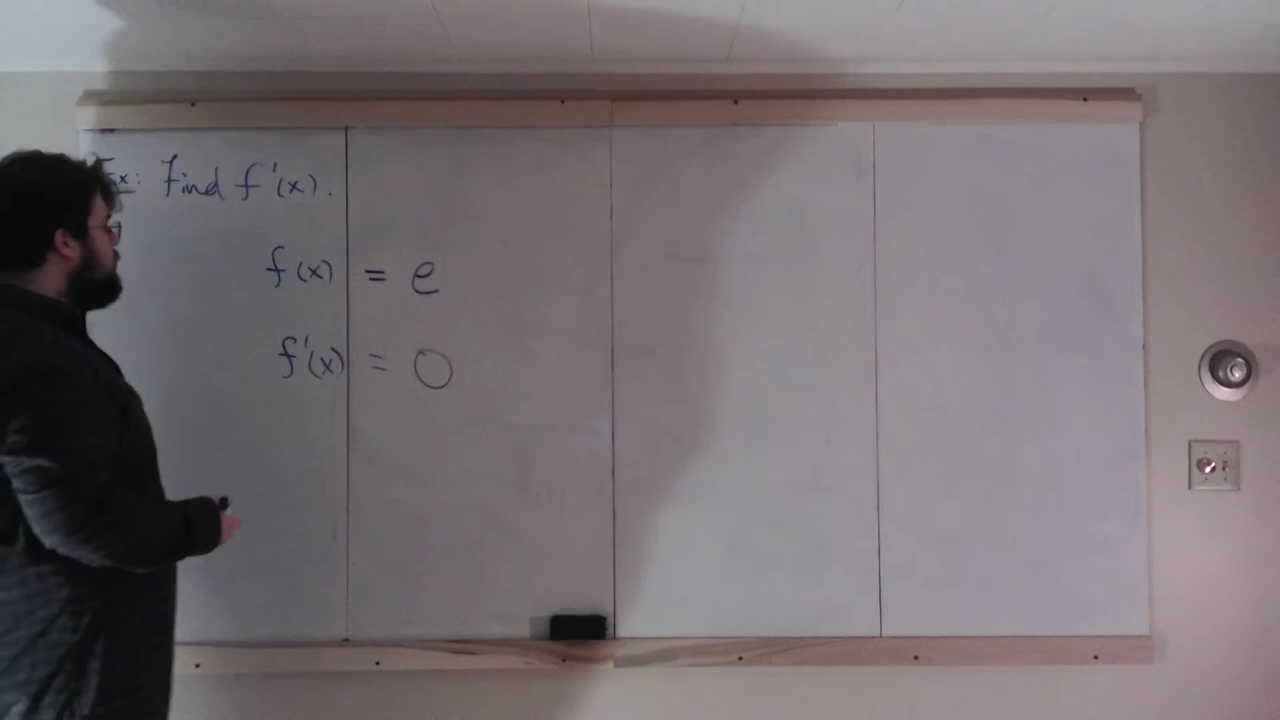 Ex: Find f'(x).
f(x) = e
f'(x) = 0